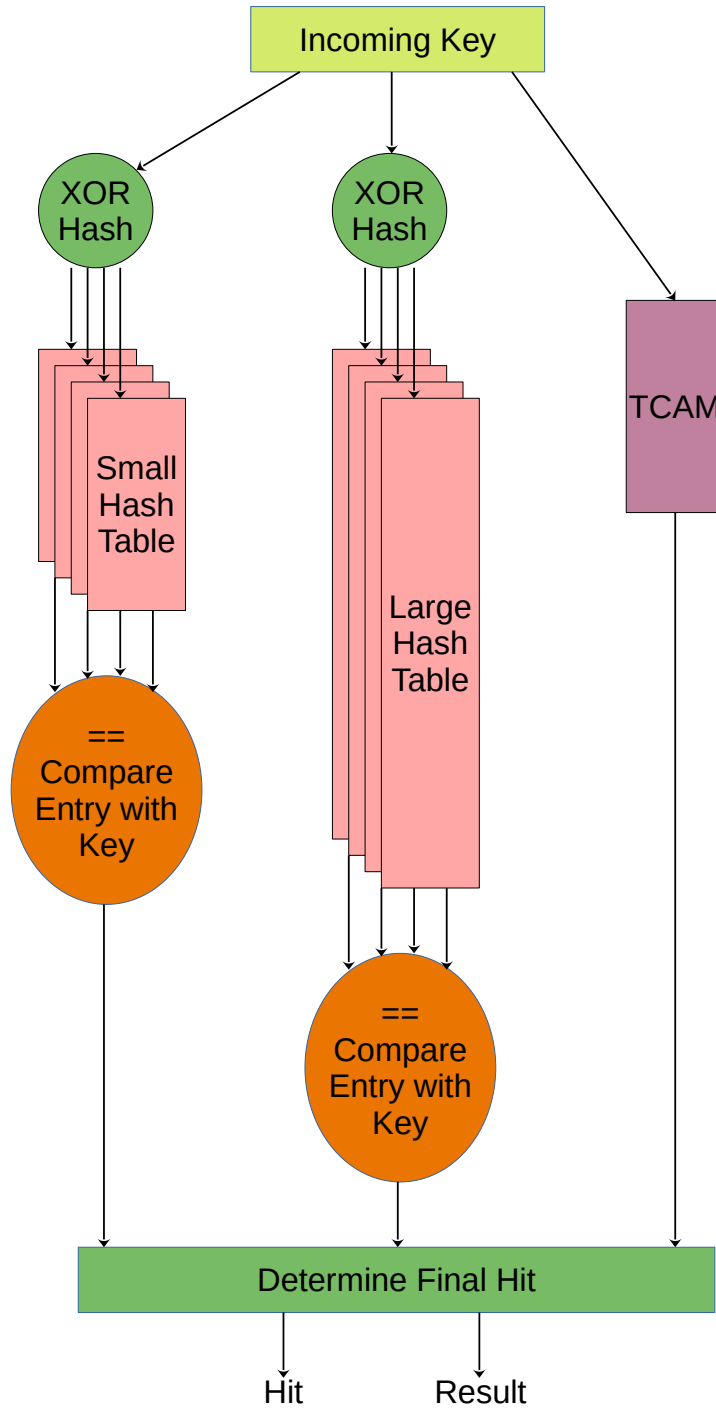 Incoming Key
XOR
Hash
XOR
Hash
TCAM
Small
Hash
Table
Large
Hash
Table
==
Compare
Entry with
Key
==
Compare
Entry with
Key
Determine Final Hit
Hit
Result